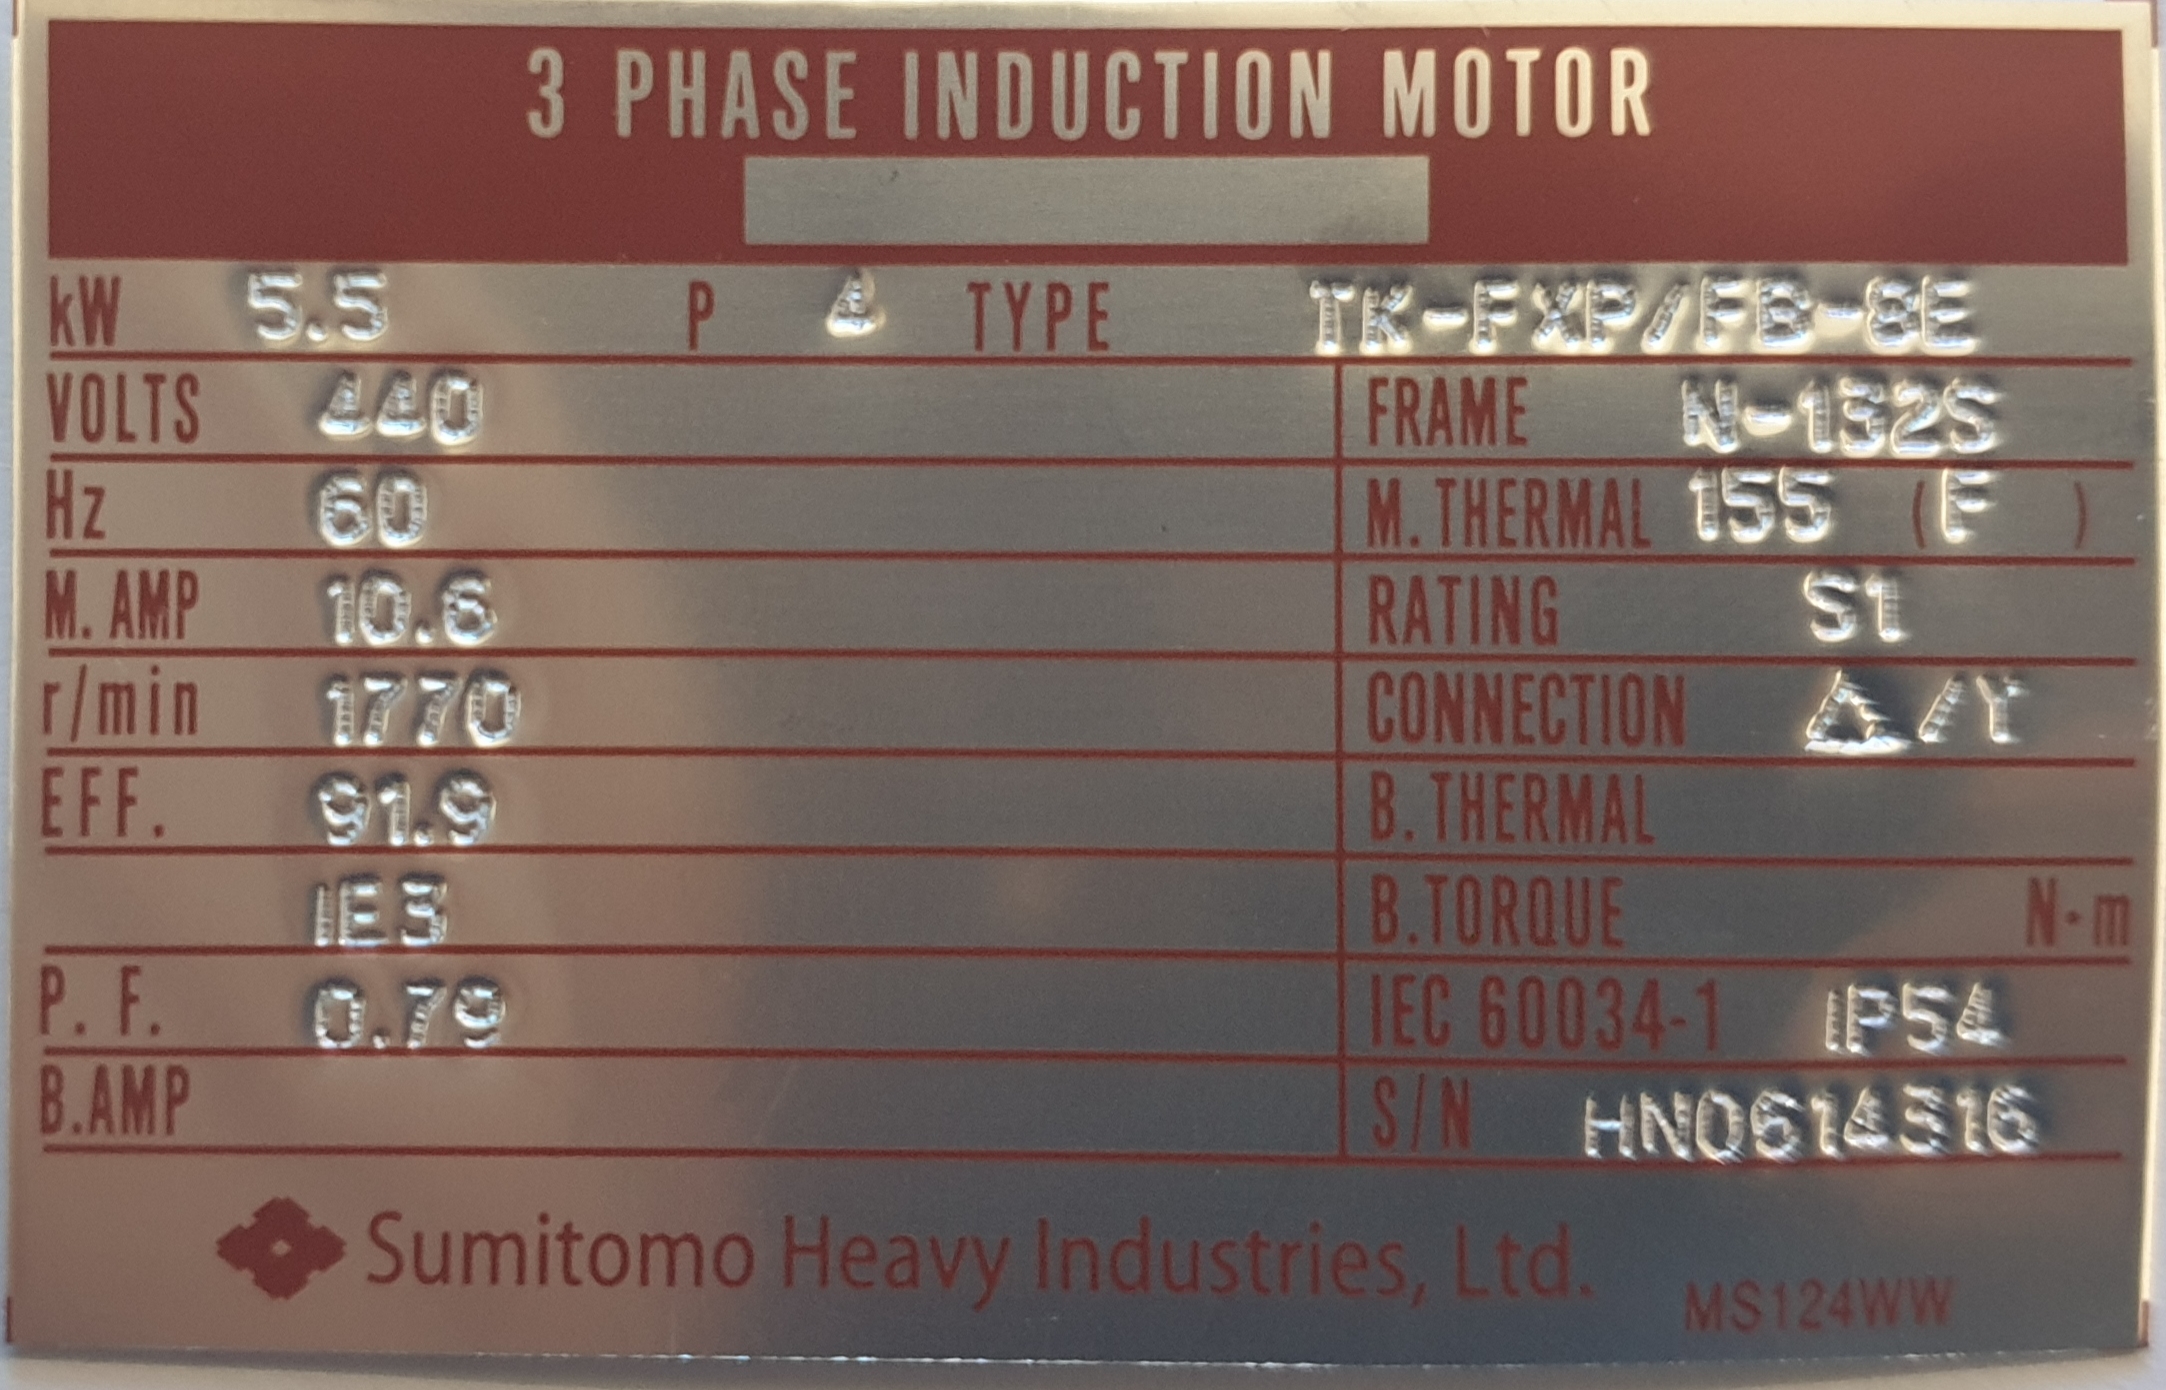 3 PHASE INDUCTION MOTOR
kW 5.5 P 4 TYPE TK-FXP/FB-8E
VOLTS 440 FRAME N-132S
Hz 60 M.THERMAL 155 (F )
M. AMP 10.6 RATING S1
r/min 1770 CONNECTION △/Y
EFF. 91.9 B. THERMAL
IE3 B.TORQUE N·m
P. F. 0.79 IEC 60034-1 IP54
B.AMP S/N HN0614316
Sumitomo Heavy Industries, Ltd.
MS124WW